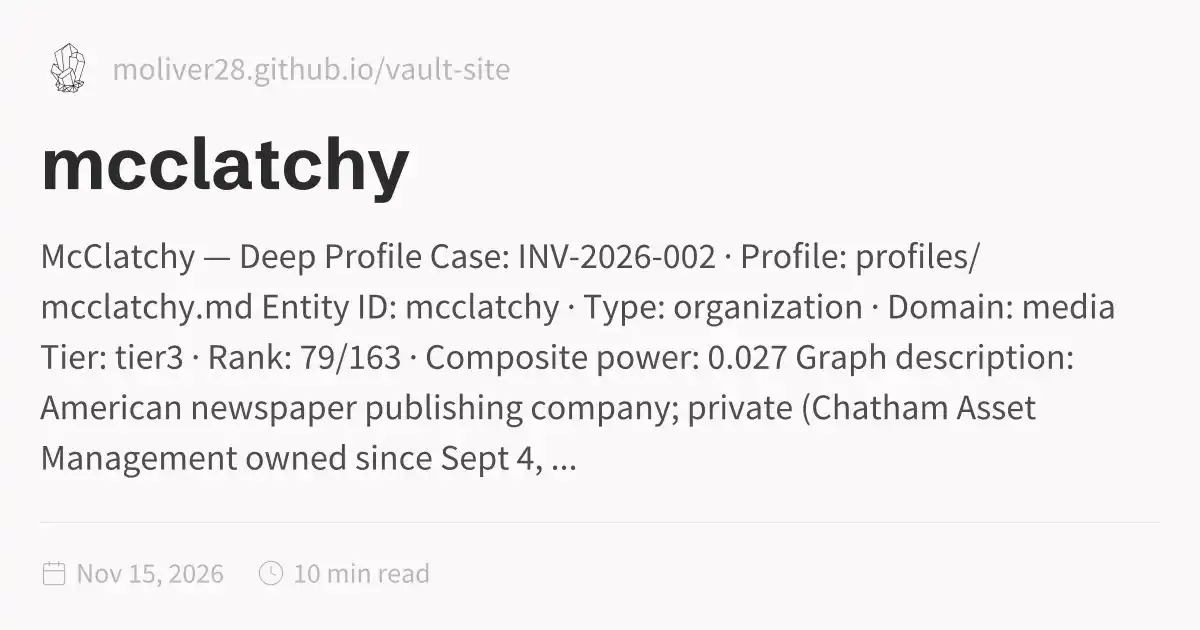 moliver28.github.io/vault-site
mcclatchy
McClatchy — Deep Profile Case: INV-2026-002 · Profile: profiles/
mcclatchy.md Entity ID: mcclatchy · Type: organization · Domain: media
Tier: tier3 · Rank: 79/163 · Composite power: 0.027 Graph description:
American newspaper publishing company; private (Chatham Asset
Management owned since Sept 4, ...
Nov 15, 2026 10 min read